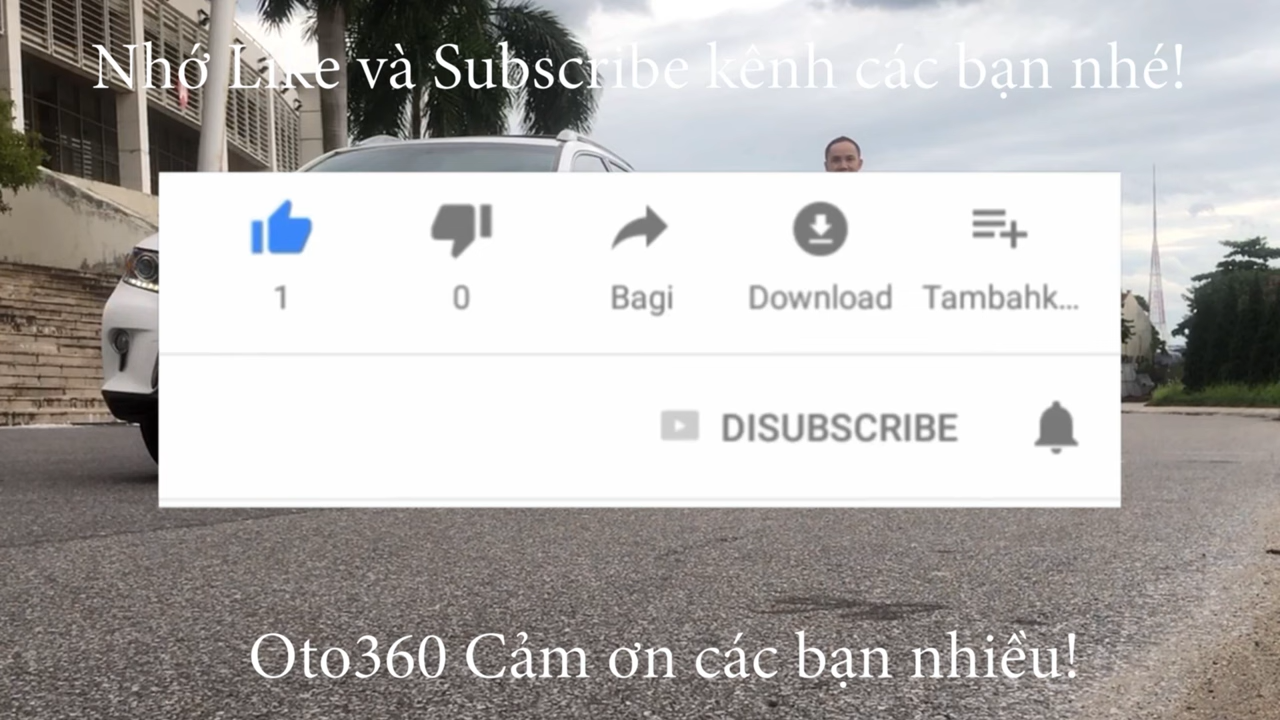 Nhớ Like và Subscribe kênh các bạn nhé!
1
0
Bagi
Download
Tambahk...
DISUBSCRIBE
Oto360 Cảm ơn các bạn nhiều!